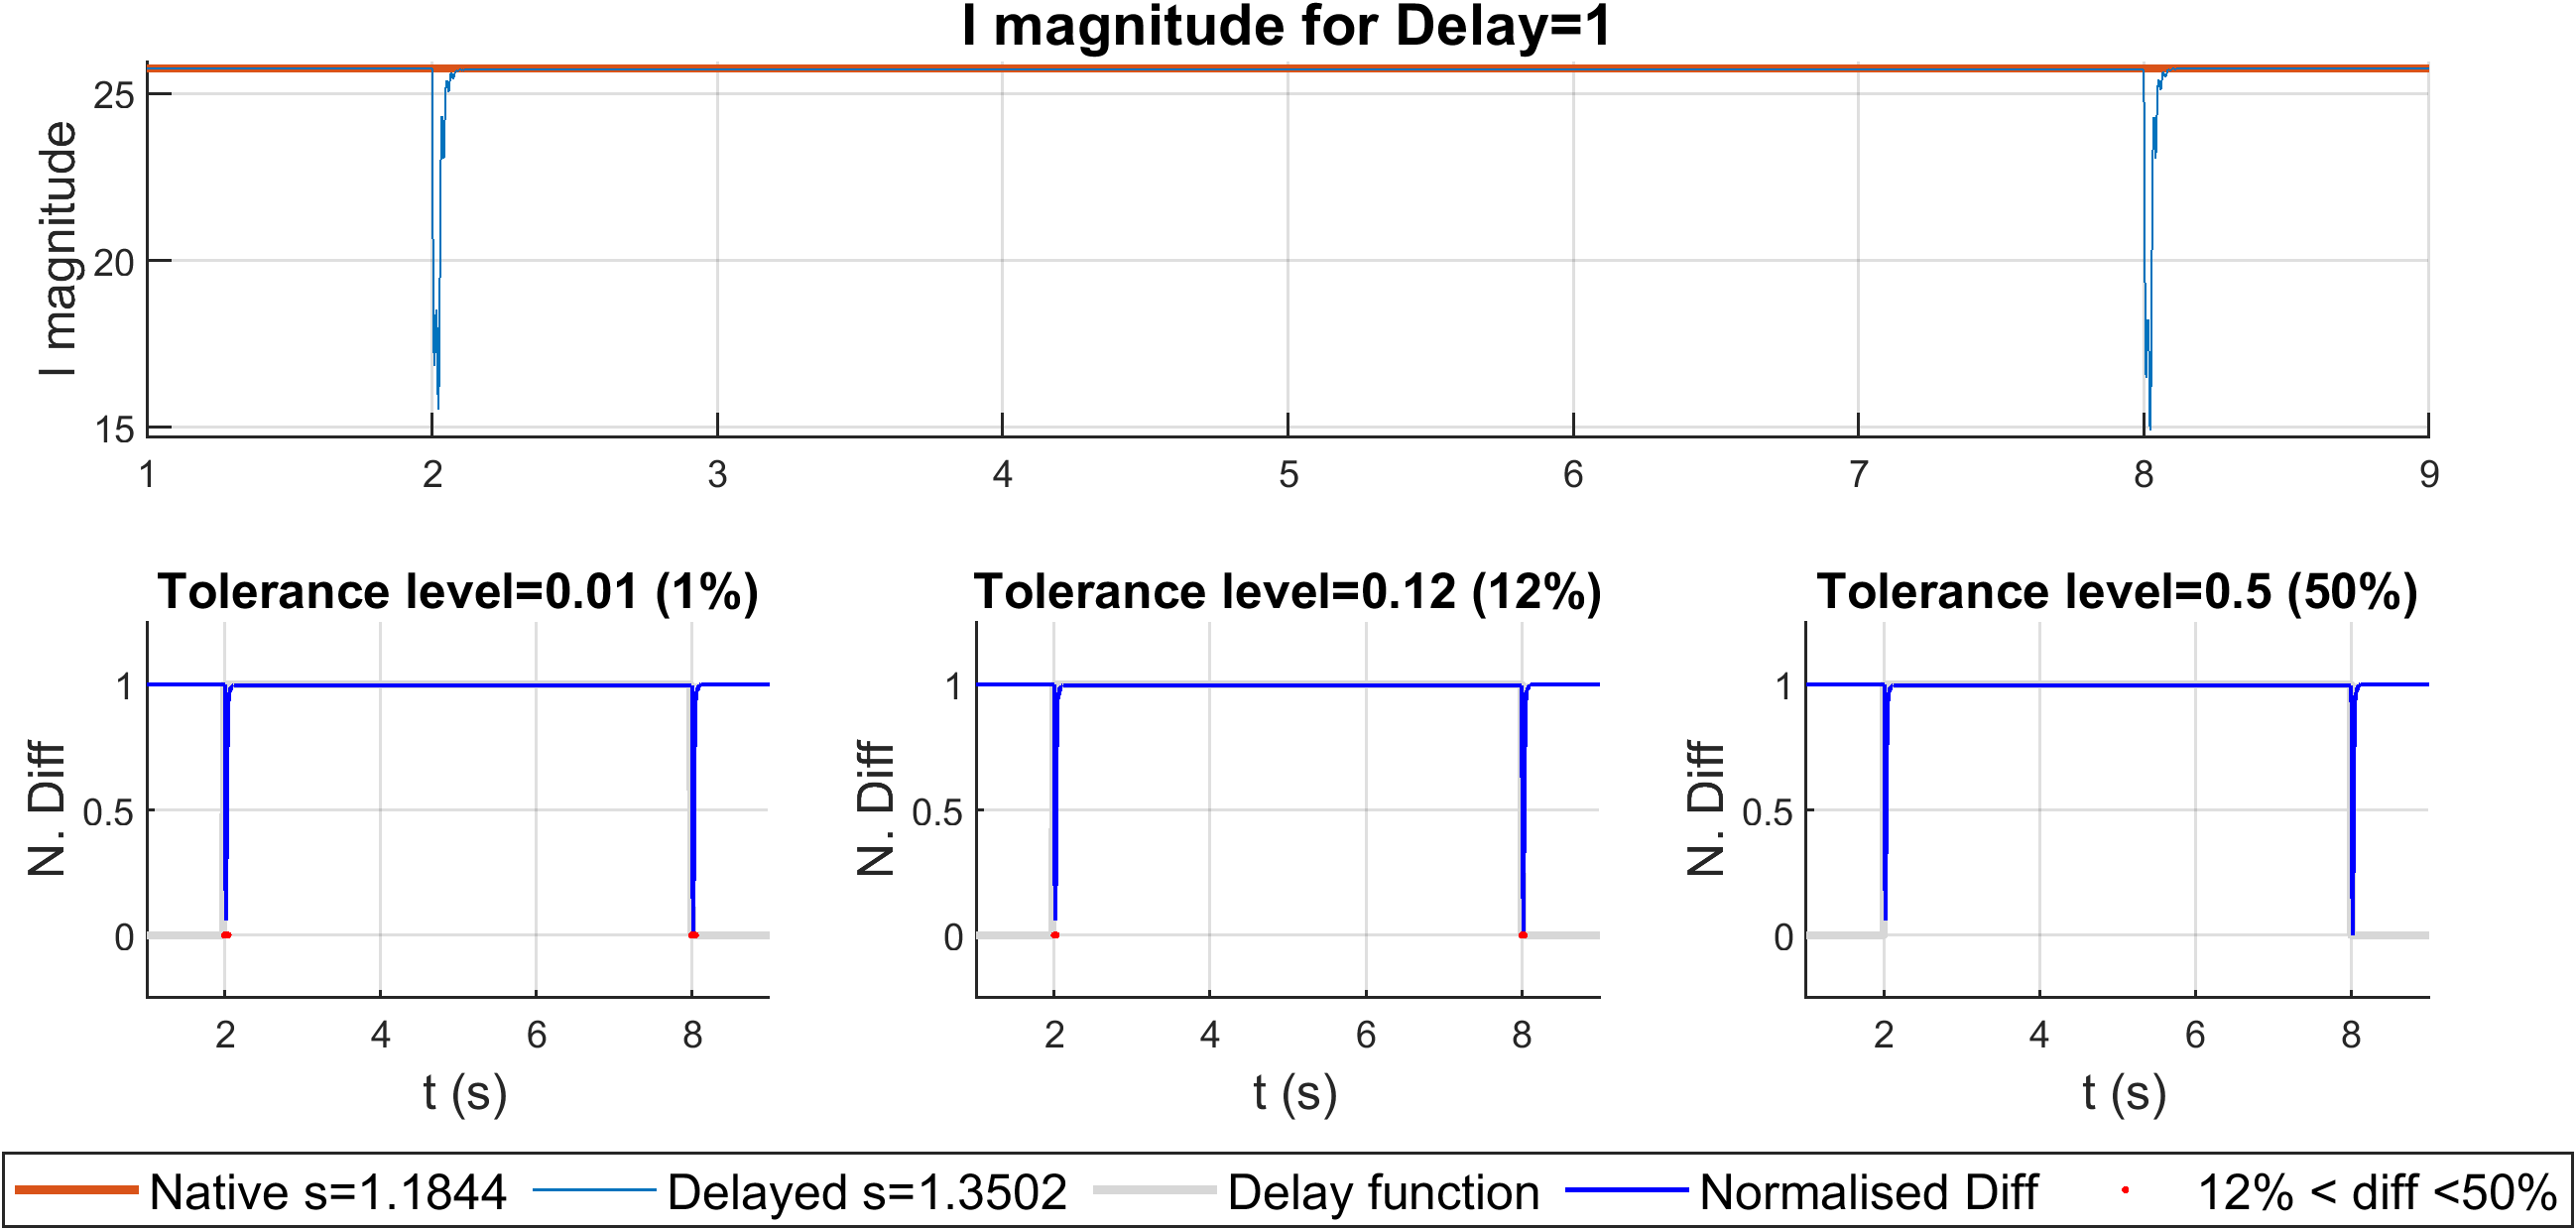 I magnitude for Delay=1
I magnitude
25
20
15
1 2 3 4 5 6 7 8 9
Tolerance level=0.01 (1%)
N. Diff
1
0.5
0
2 4 6 8
t (s)
Tolerance level=0.12 (12%)
N. Diff
1
0.5
0
2 4 6 8
t (s)
Tolerance level=0.5 (50%)
N. Diff
1
0.5
0
2 4 6 8
t (s)
Native s=1.1844 Delayed s=1.3502 Delay function Normalised Diff 12% < diff <50%